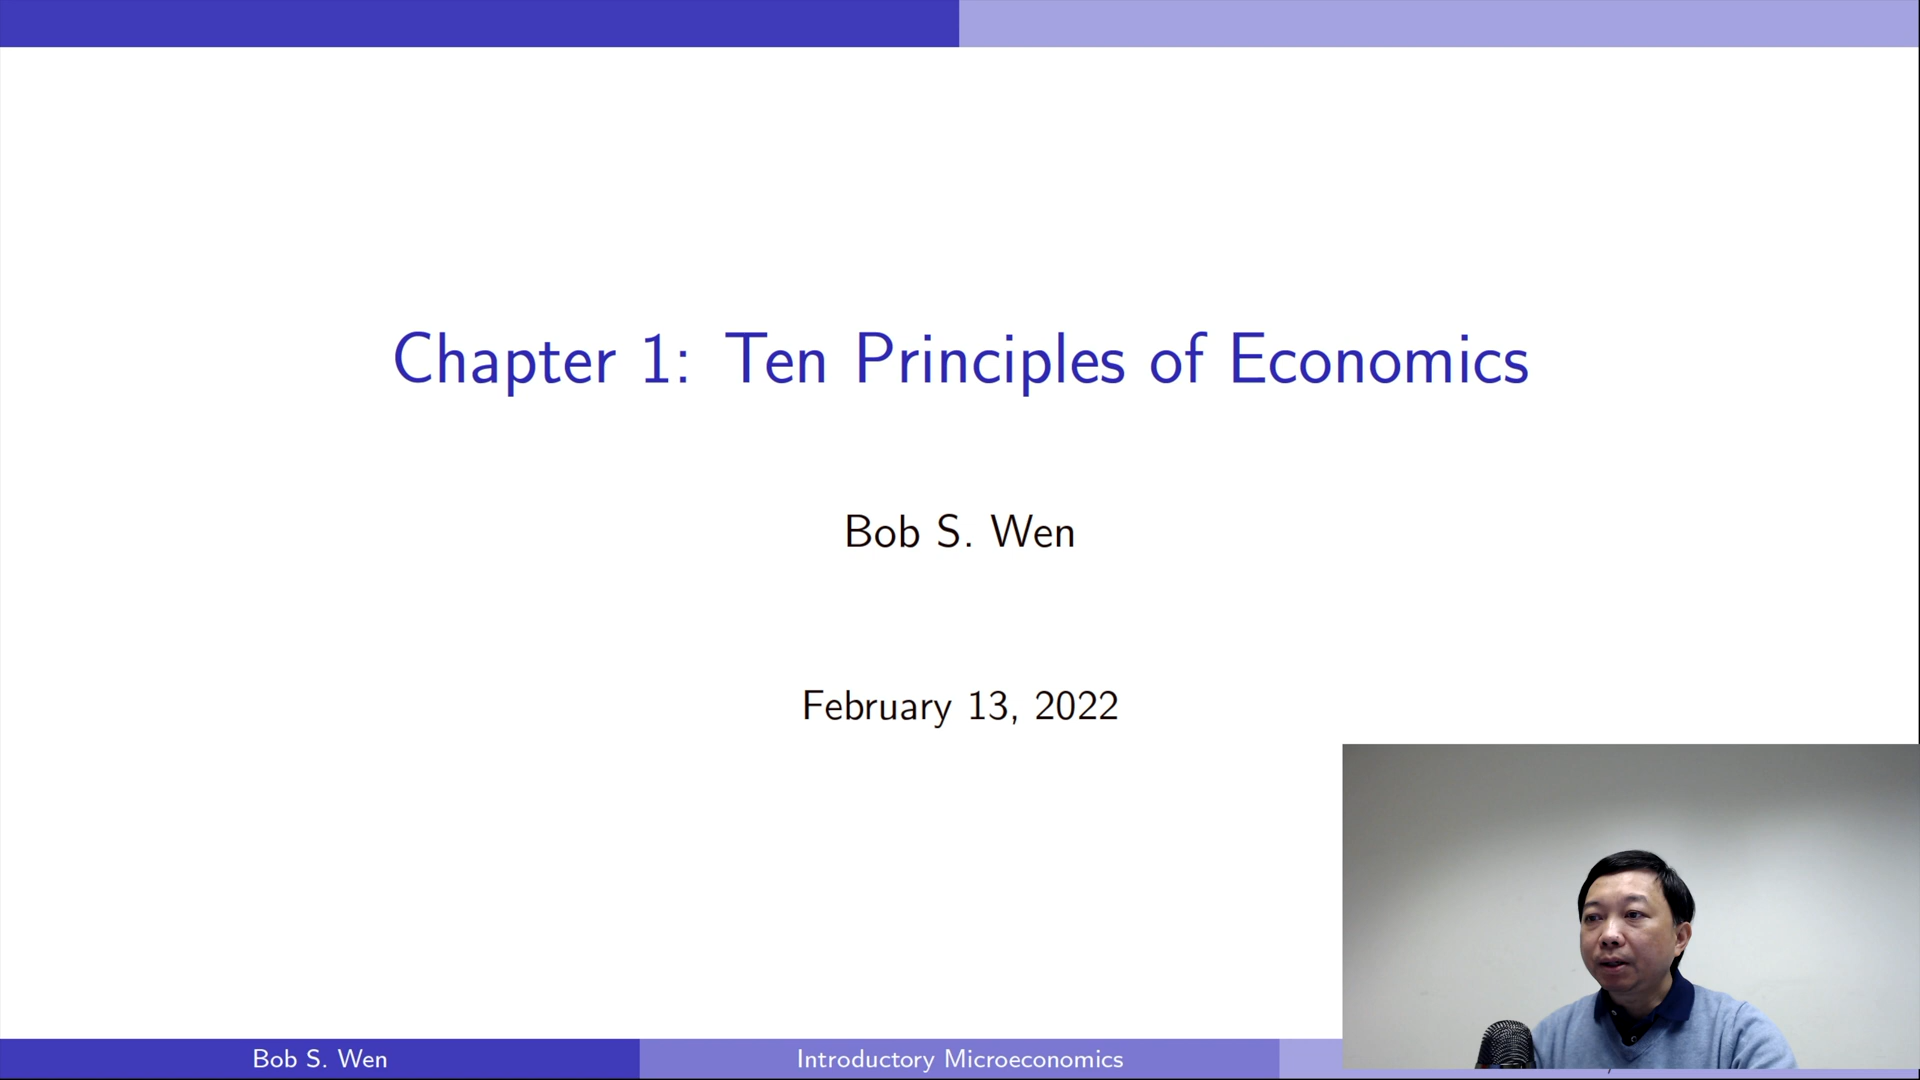 Chapter 1: Ten Principles of Economics
Bob S. Wen
February 13, 2022
Bob S. Wen
Introductory Microeconomics